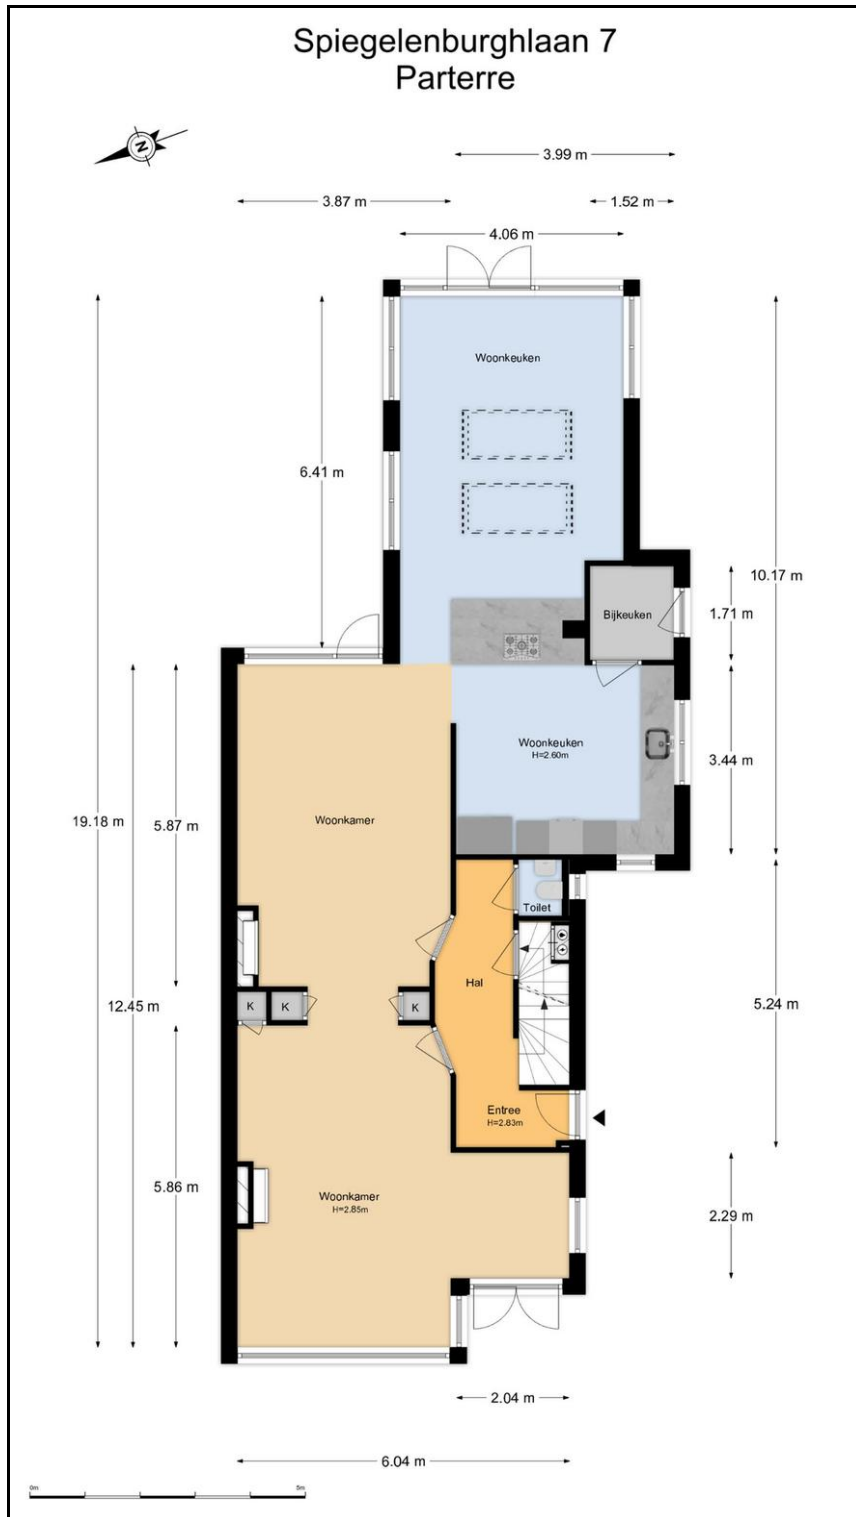 Spiegelenburghlaan 7
Parterre
N
3.99 m
3.87 m
1.52 m
4.06 m
Woonkeuken
6.41 m
10.17 m
Bijkeuken
1.71 m
Woonkeuken
H=2.60m
3.44 m
19.18 m
5.87 m
Woonkamer
Toilet
Hal
K
K
K
12.45 m
5.24 m
Entree
H=2.83m
5.86 m
Woonkamer
H=2.85m
2.29 m
2.04 m
6.04 m
0m
5m